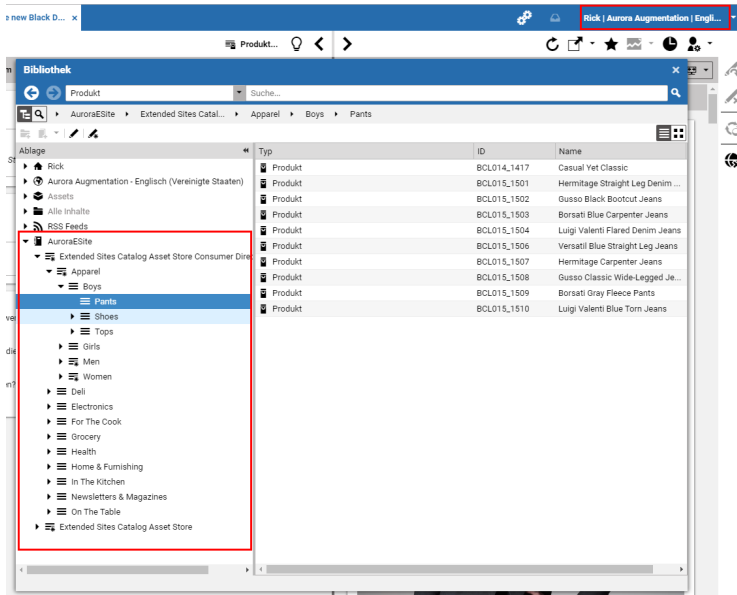 e new Black D... ×
Rick | Aurora Augmentation | Engli...
Produkt...
Bibliothek
Produkt
Suche...
AuroraESite
Extended Sites Catal...
Apparel
Boys
Pants
Ablage
Typ
ID
Name
Rick
Aurora Augmentation - Englisch (Vereinigte Staaten)
Assets
Alle Inhalte
RSS Feeds
AuroraESite
Extended Sites Catalog Asset Store Consumer Dire
Apparel
Boys
Pants
Shoes
Tops
Girls
Men
Women
Deli
Electronics
For The Cook
Grocery
Health
Home & Furnishing
In The Kitchen
Newsletters & Magazines
On The Table
Extended Sites Catalog Asset Store
Produkt BCL014_1417 Casual Yet Classic
Produkt BCL015_1501 Hermitage Straight Leg Denim ...
Produkt BCL015_1502 Gusso Black Bootcut Jeans
Produkt BCL015_1503 Borsati Blue Carpenter Jeans
Produkt BCL015_1504 Luigi Valenti Flared Denim Jeans
Produkt BCL015_1506 Versatil Blue Straight Leg Jeans
Produkt BCL015_1507 Hermitage Carpenter Jeans
Produkt BCL015_1508 Gusso Classic Wide-Legged Je...
Produkt BCL015_1509 Borsati Gray Fleece Pants
Produkt BCL015_1510 Luigi Valenti Blue Torn Jeans